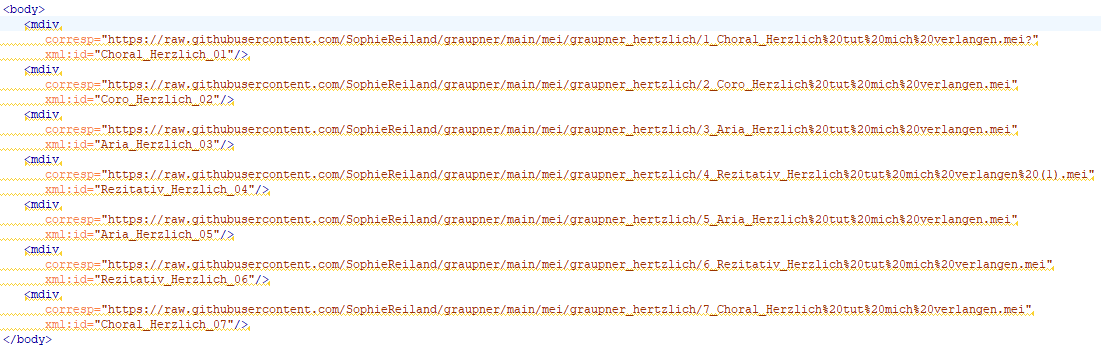 <body>
<mdiv
corresp="https://raw.githubusercontent.com/SophieReiland/graupner/main/mei/graupner_hertzlich/1_Choral_Herzlich%20tut%20mich%20verlangen.mei?"
xml:id="Choral_Herzlich_01"/>
<mdiv
corresp="https://raw.githubusercontent.com/SophieReiland/graupner/main/mei/graupner_hertzlich/2_Coro_Herzlich%20tut%20mich%20verlangen.mei"
xml:id="Coro_Herzlich_02"/>
<mdiv
corresp="https://raw.githubusercontent.com/SophieReiland/graupner/main/mei/graupner_hertzlich/3_Aria_Herzlich%20tut%20mich%20verlangen.mei"
xml:id="Aria_Herzlich_03"/>
<mdiv
corresp="https://raw.githubusercontent.com/SophieReiland/graupner/main/mei/graupner_hertzlich/4_Rezitativ_Herzlich%20tut%20mich%20verlangen%20(1).mei"
xml:id="Rezitativ_Herzlich_04"/>
<mdiv
corresp="https://raw.githubusercontent.com/SophieReiland/graupner/main/mei/graupner_hertzlich/5_Aria_Herzlich%20tut%20mich%20verlangen.mei"
xml:id="Aria_Herzlich_05"/>
<mdiv
corresp="https://raw.githubusercontent.com/SophieReiland/graupner/main/mei/graupner_hertzlich/6_Rezitativ_Herzlich%20tut%20mich%20verlangen.mei"
xml:id="Rezitativ_Herzlich_06"/>
<mdiv
corresp="https://raw.githubusercontent.com/SophieReiland/graupner/main/mei/graupner_hertzlich/7_Choral_Herzlich%20tut%20mich%20verlangen.mei"
xml:id="Choral_Herzlich_07"/>
</body>